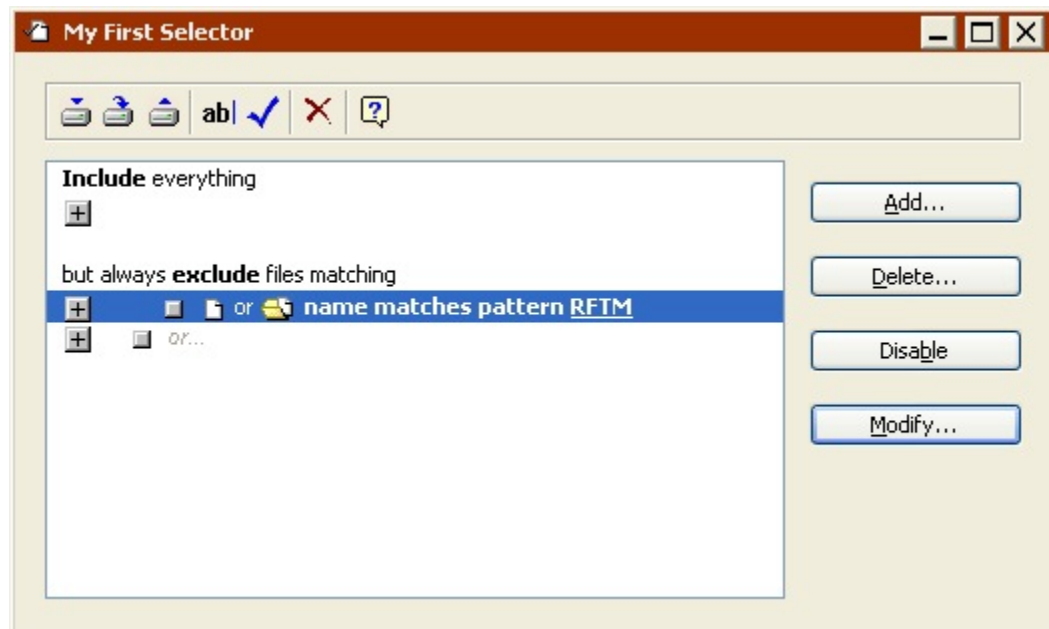 My First Selector
ab
Include everything
but always exclude files matching
or name matches pattern RFTM
or...
Add...
Delete...
Disable
Modify...